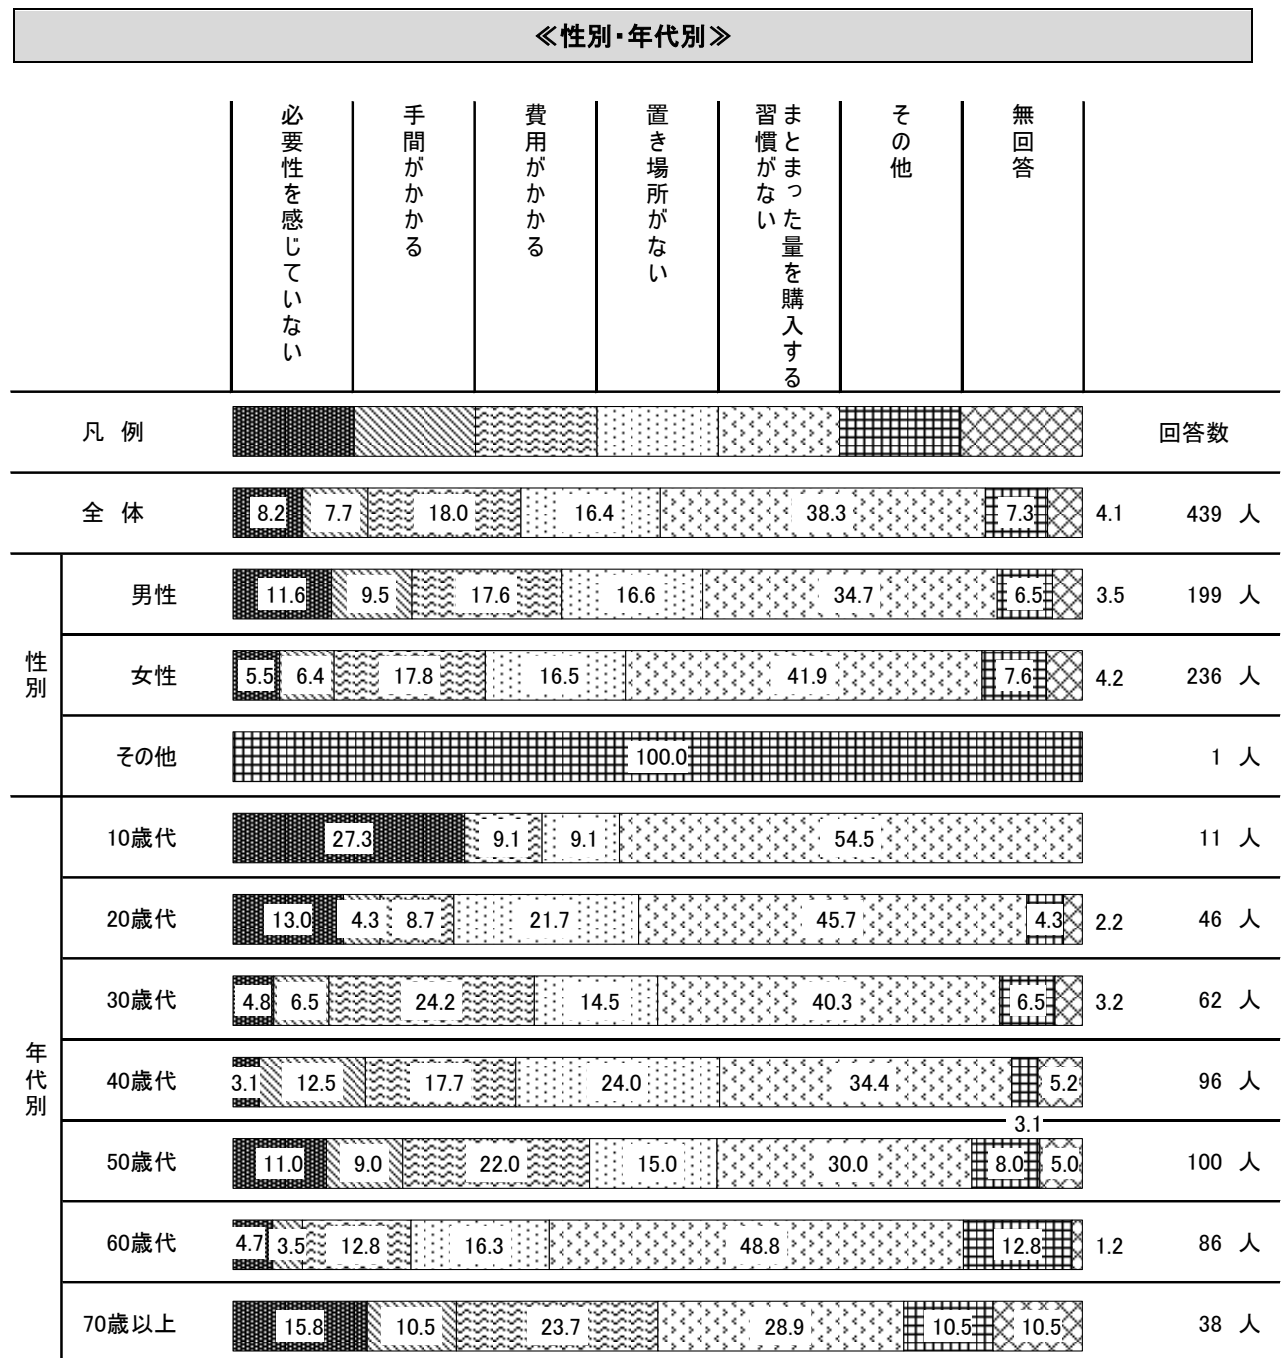 ≪性別・年代別≫
必要性を感じていない
手間がかかる
費用がかかる
置き場所がない
まとまった量を購入する
習慣がない
その他
無回答
凡 例
回答数
全 体
8.2 7.7 18.0 16.4 38.3 7.3 4.1 439 人
性別
男性
11.6 9.5 17.6 16.6 34.7 6.5 3.5 199 人
女性
5.5 6.4 17.8 16.5 41.9 7.6 4.2 236 人
その他
100.0 1 人
年代別
10歳代
27.3 9.1 9.1 54.5 11 人
20歳代
13.0 4.3 8.7 21.7 45.7 4.3 2.2 46 人
30歳代
4.8 6.5 24.2 14.5 40.3 6.5 3.2 62 人
40歳代
3.1 12.5 17.7 24.0 34.4 3.1 5.2 96 人
50歳代
11.0 9.0 22.0 15.0 30.0 8.0 5.0 100 人
60歳代
4.7 3.5 12.8 16.3 48.8 12.8 1.2 86 人
70歳以上
15.8 10.5 23.7 28.9 10.5 10.5 38 人